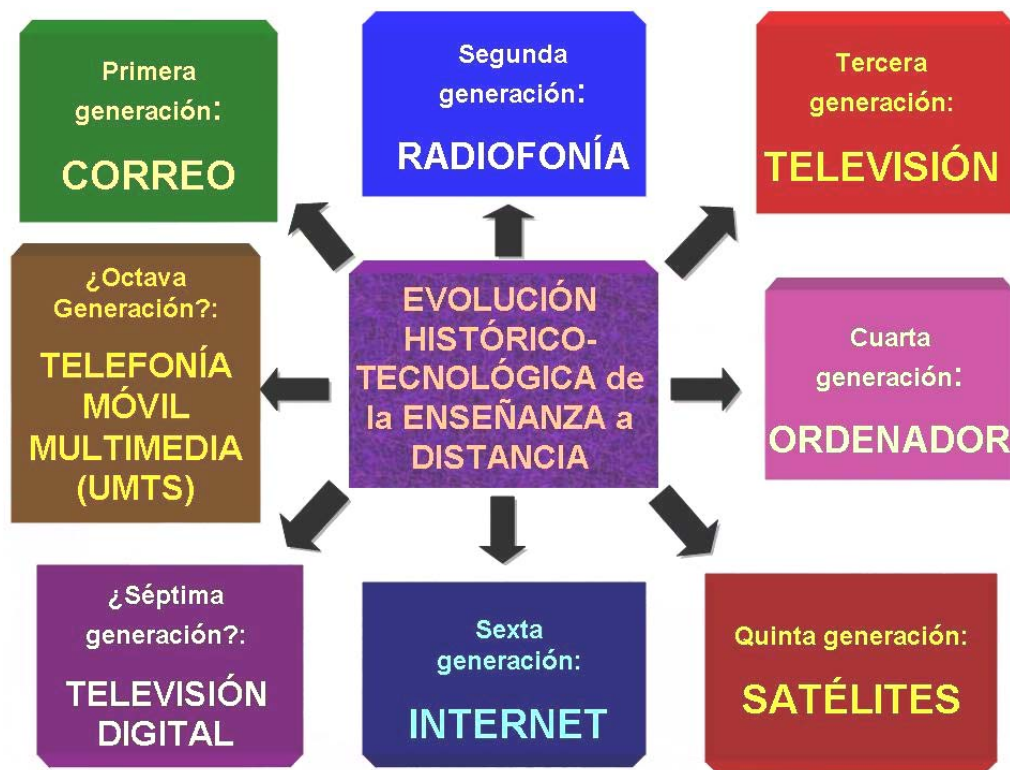 Primera
generación:
CORREO
Segunda
generación:
RADIOFONÍA
Tercera
generación:
TELEVISIÓN
¿Octava
Generación?:
TELEFONÍA
MÓVIL
MULTIMEDIA
(UMTS)
EVOLUCIÓN
HISTÓRICO-
TECNOLÓGICA de
la ENSEÑANZA a
DISTANCIA
Cuarta
generación:
ORDENADOR
¿Séptima
generación?:
TELEVISIÓN
DIGITAL
Sexta
generación:
INTERNET
Quinta generación:
SATÉLITES